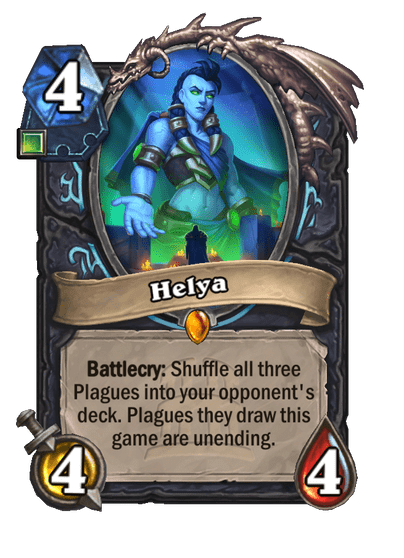 4
Helya
Battlecry: Shuffle all three
Plagues into your opponent's
deck. Plagues they draw this
game are unending.
4
4